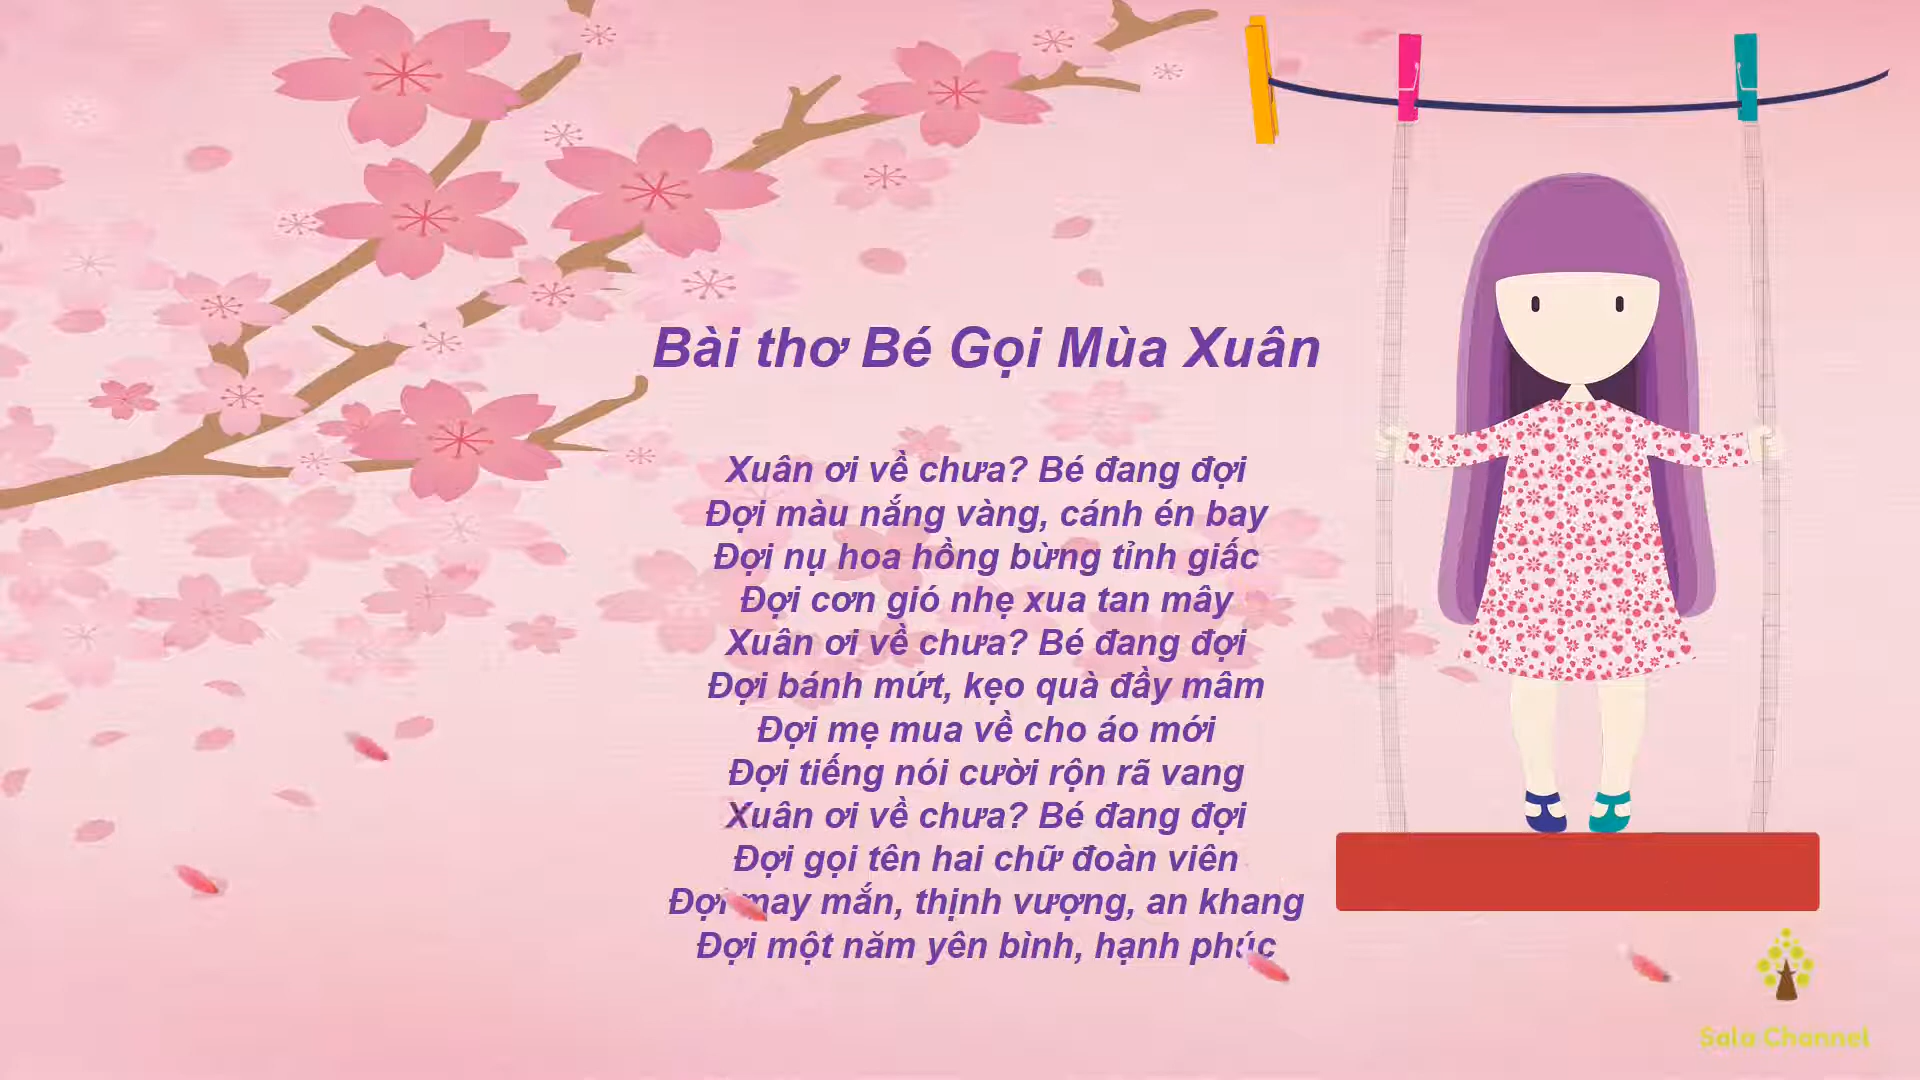 Bài thơ Bé Gọi Mùa Xuân
Xuân ơi về chưa? Bé đang đợi
Đợi màu nắng vàng, cánh én bay
Đợi nụ hoa hồng bừng tỉnh giấc
Đợi cơn gió nhẹ xua tan mây
Xuân ơi về chưa? Bé đang đợi
Đợi bánh mứt, kẹo quà đầy mâm
Đợi mẹ mua về cho áo mới
Đợi tiếng nói cười rộn rã vang
Xuân ơi về chưa? Bé đang đợi
Đợi gọi tên hai chữ đoàn viên
Đợi may mắn, thịnh vượng, an khang
Đợi một năm yên bình, hạnh phúc
Sala Channel